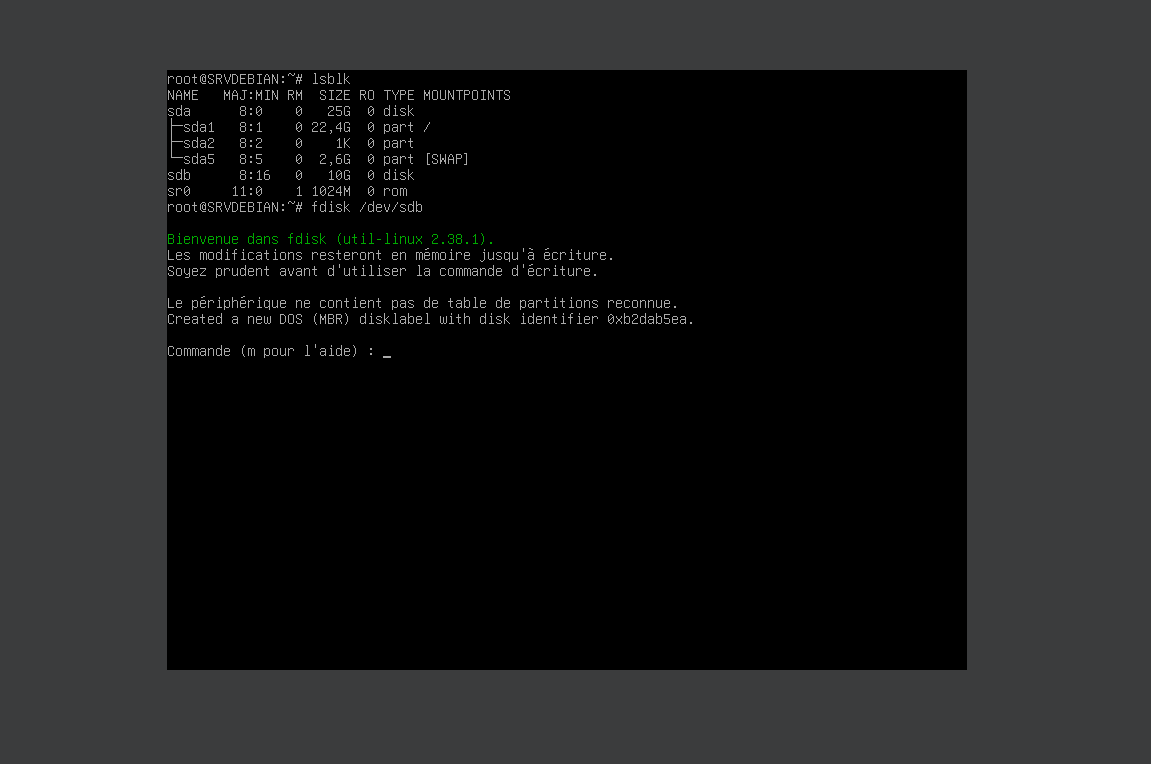 root@SRVDEBIAN:~# lsblk
NAME   MAJ:MIN RM   SIZE RO TYPE MOUNTPOINTS
sda      8:0    0    25G  0 disk
├─sda1   8:1    0  22,4G  0 part /
├─sda2   8:2    0     1K  0 part
└─sda5   8:5    0   2,6G  0 part [SWAP]
sdb      8:16   0    10G  0 disk
sr0     11:0    1  1024M  0 rom
root@SRVDEBIAN:~# fdisk /dev/sdb
Bienvenue dans fdisk (util-linux 2.38.1).
Les modifications resteront en mémoire jusqu'à écriture.
Soyez prudent avant d'utiliser la commande d'écriture.
Le périphérique ne contient pas de table de partitions reconnue.
Created a new DOS (MBR) disklabel with disk identifier 0xb2dab5ea.
Commande (m pour l'aide) : _